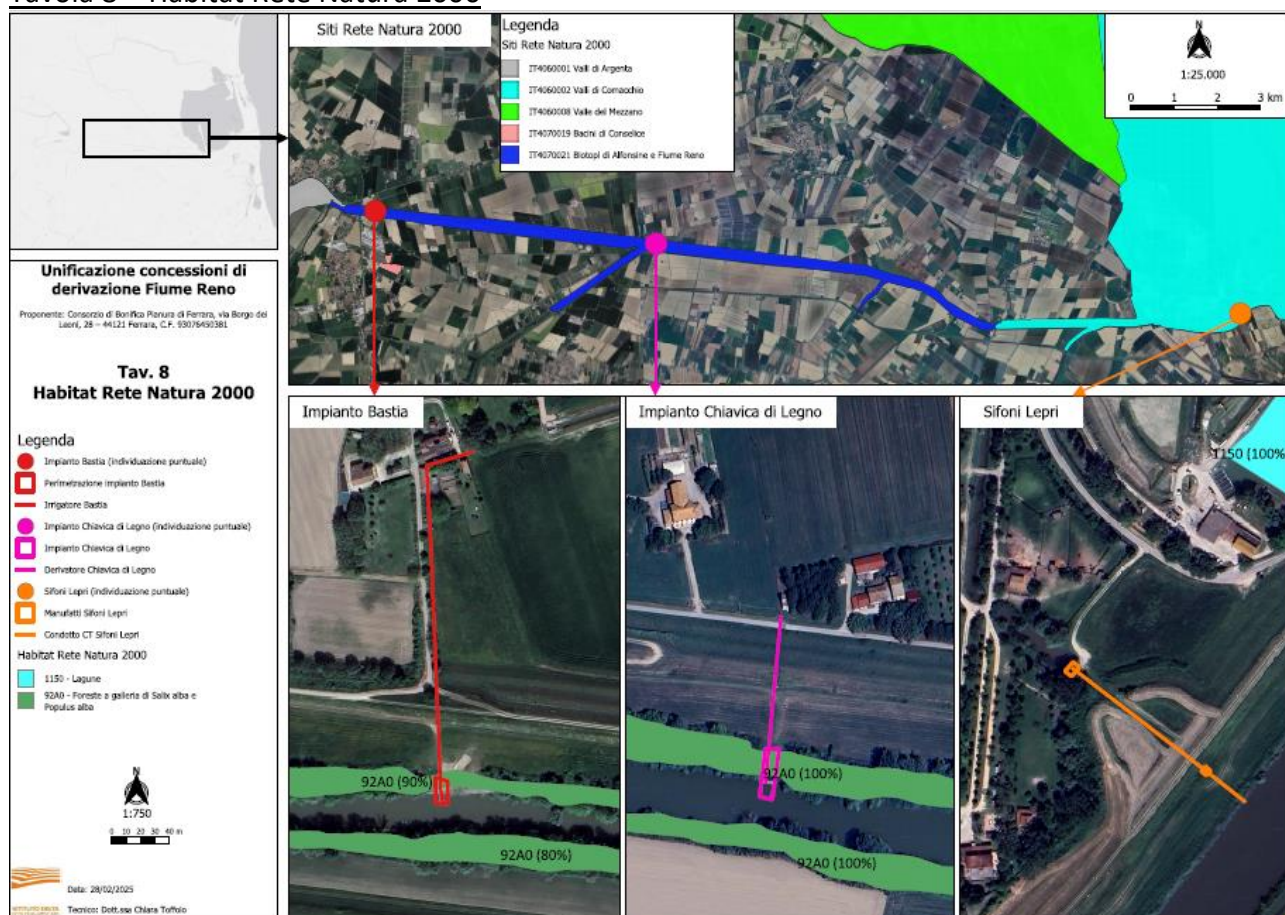 Tavola 8 – Habitat Rete Natura 2000
Siti Rete Natura 2000
Legenda
Siti Rete Natura 2000
IT4060001 Valli di Argenta
IT4060002 Valli di Comacchio
IT4060008 Valle del Mezzano
IT4070019 Bacini di Conselice
IT4070021 Biotopi di Alfonsine e Fiume Reno
N
1:25.000
0 1 2 3 km
Unificazione concessioni di
derivazione Fiume Reno
Proponente: Consorzio di Bonifica Pianura di Ferrara, via Borgo dei
Leoni, 28 – 44121 Ferrara, C.F. 93076450381
Tav. 8
Habitat Rete Natura 2000
Legenda
Impianto Bastia (individuazione puntuale)
Perimetrazione impianto Bastia
Irrigatore Bastia
Impianto Chiavica di Legno (individuazione puntuale)
Impianto Chiavica di Legno
Derivatore Chiavica di Legno
Sifoni Lepri (individuazione puntuale)
Manufatti Sifoni Lepri
Condotto CT Sifoni Lepri
Habitat Rete Natura 2000
1150 - Lagune
92A0 - Foreste a galleria di Salix alba e
Populus alba
N
1:750
0 10 20 30 40 m
Data: 28/02/2025
Tecnico: Dott.ssa Chiara Toffolo
Impianto Bastia
92A0 (90%)
92A0 (80%)
Impianto Chiavica di Legno
92A0 (100%)
92A0 (100%)
Sifoni Lepri
1150 (100%